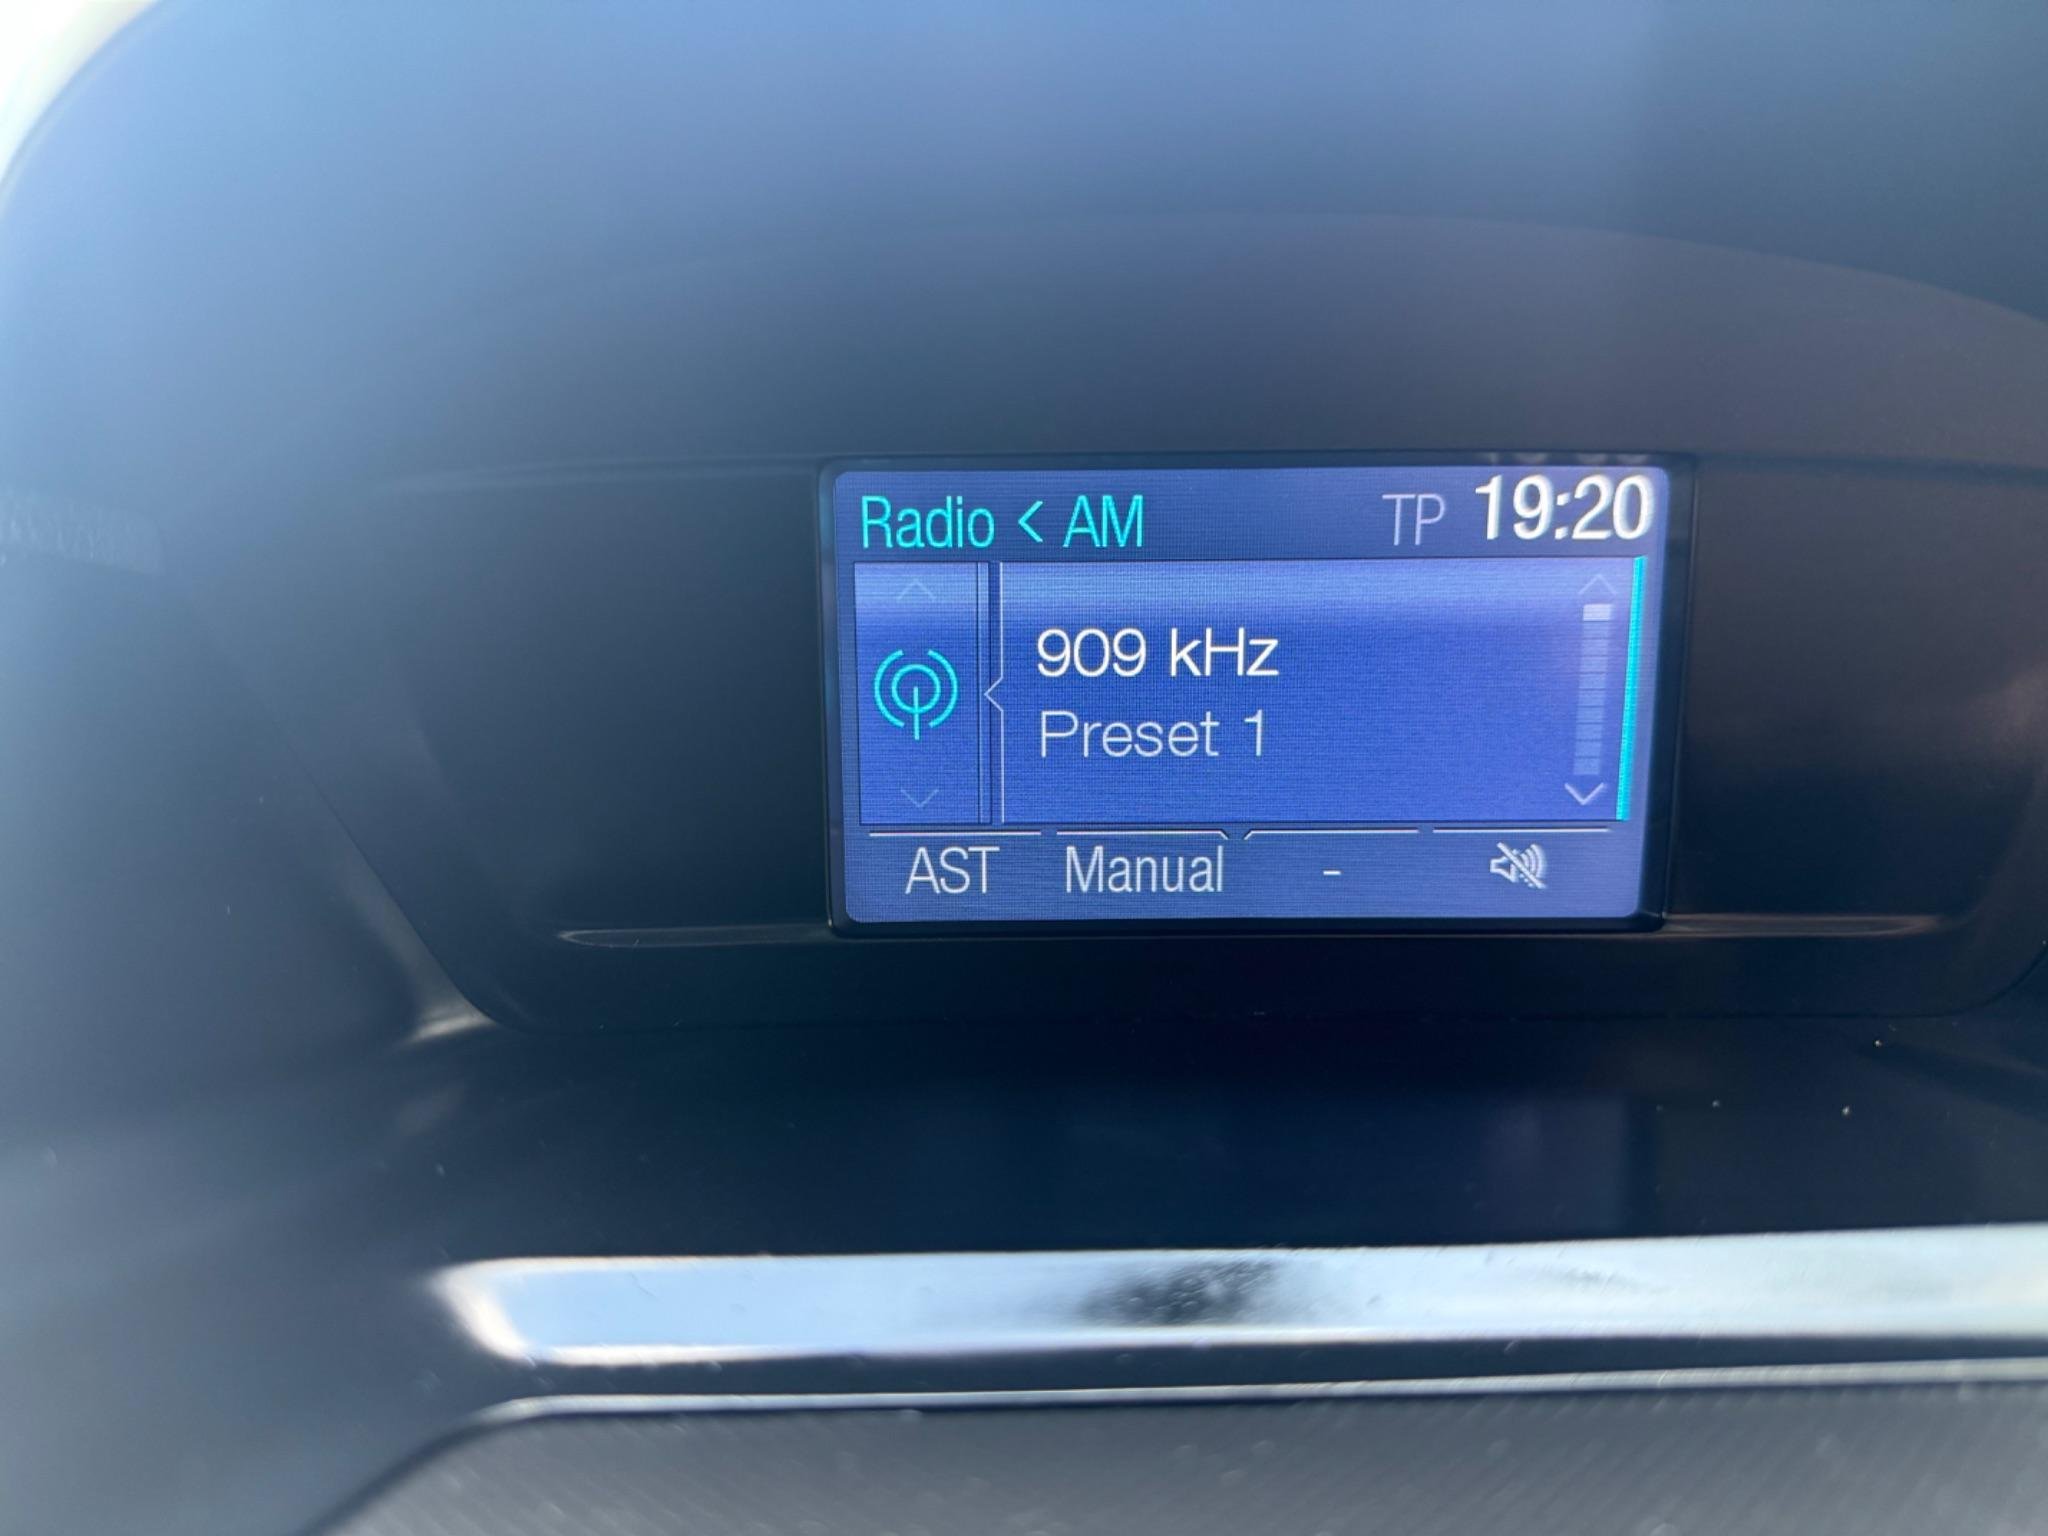 Radio < AM TP 19:20
909 kHz
Preset 1
AST Manual -